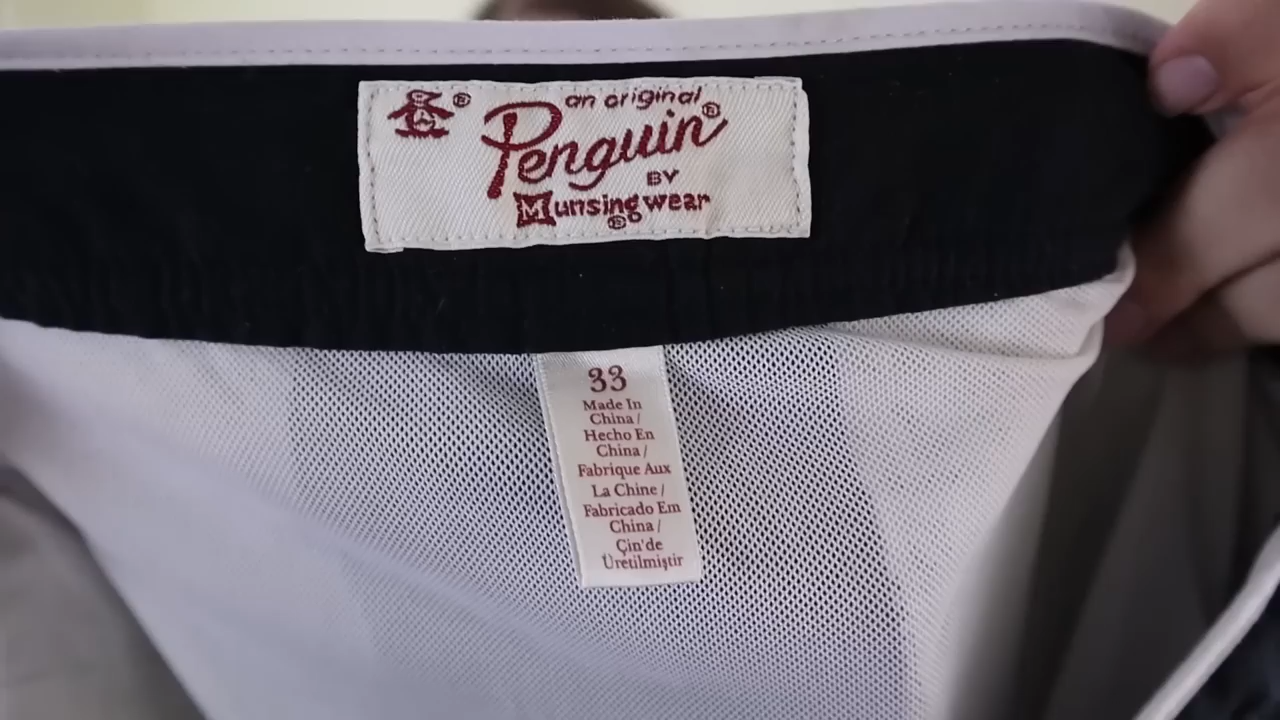 an original
Penguin®
BY
Munsingwear
®
33
Made In
China /
Hecho En
China /
Fabrique Aux
La Chine /
Fabricado Em
China /
Çin'de
Üretilmiştir